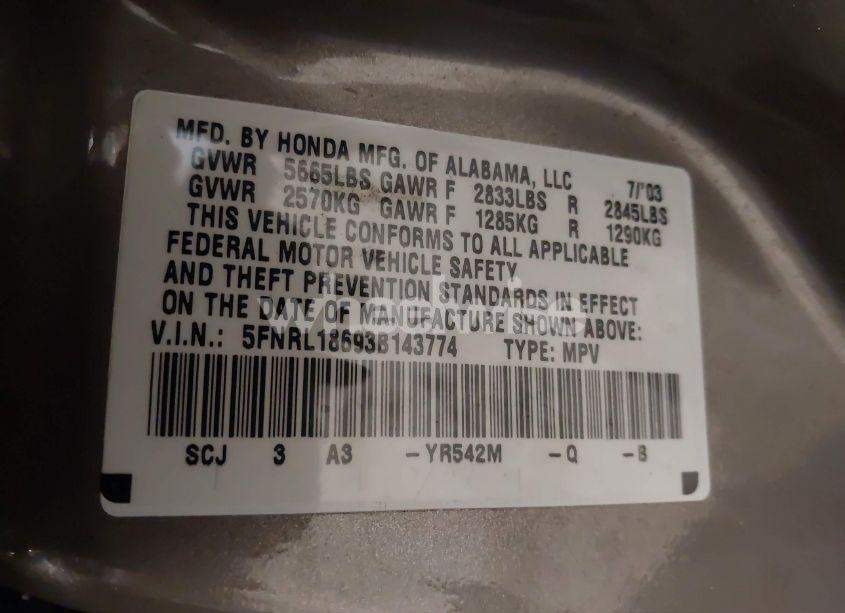 MFD. BY HONDA MFG. OF ALABAMA, LLC 7/'03
GVWR 5665LBS GAWR F 2833LBS R 2845LBS
GVWR 2570KG GAWR F 1285KG R 1290KG
THIS VEHICLE CONFORMS TO ALL APPLICABLE
FEDERAL MOTOR VEHICLE SAFETY
AND THEFT PREVENTION STANDARDS IN EFFECT
ON THE DATE OF MANUFACTURE SHOWN ABOVE:
V.I.N.: 5FNRL18693B143774 TYPE: MPV
SCJ 3 A3 -YR542M -Q -B